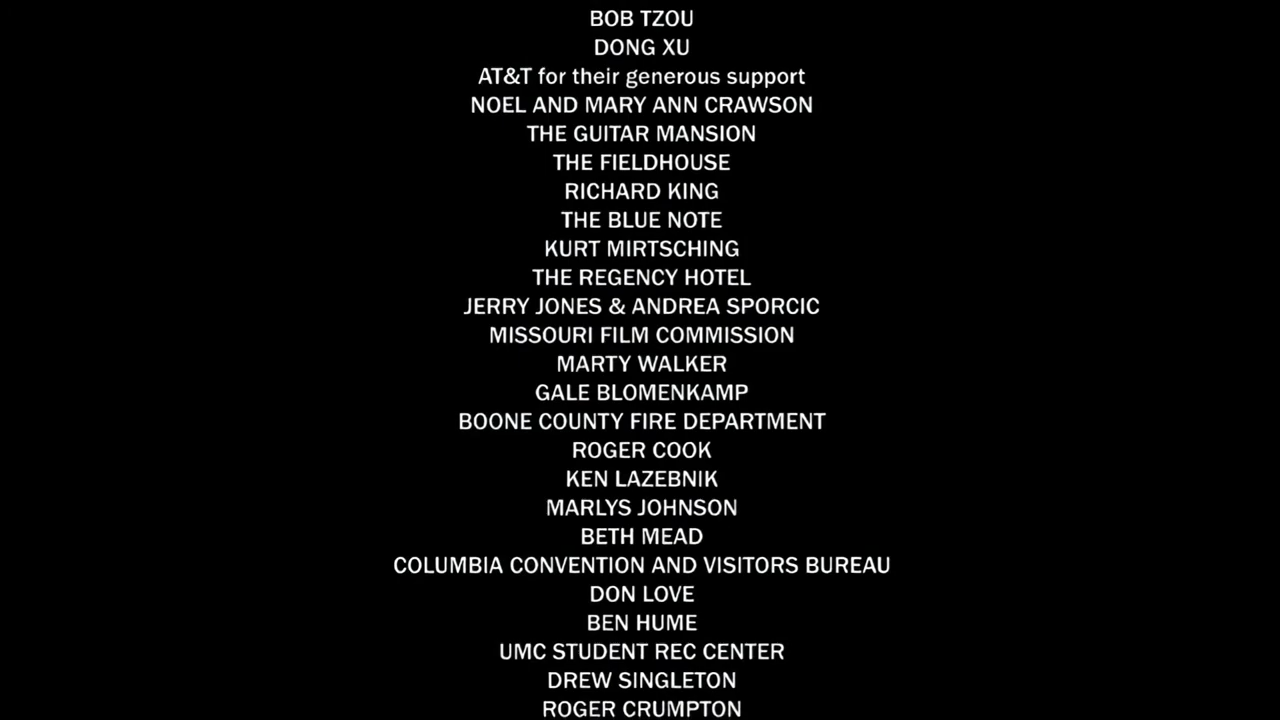 BOB TZOU
DONG XU
AT&T for their generous support
NOEL AND MARY ANN CRAWSON
THE GUITAR MANSION
THE FIELDHOUSE
RICHARD KING
THE BLUE NOTE
KURT MIRTSCHING
THE REGENCY HOTEL
JERRY JONES & ANDREA SPORCIC
MISSOURI FILM COMMISSION
MARTY WALKER
GALE BLOMENKAMP
BOONE COUNTY FIRE DEPARTMENT
ROGER COOK
KEN LAZEBNIK
MARLYS JOHNSON
BETH MEAD
COLUMBIA CONVENTION AND VISITORS BUREAU
DON LOVE
BEN HUME
UMC STUDENT REC CENTER
DREW SINGLETON
ROGER CRUMPTON